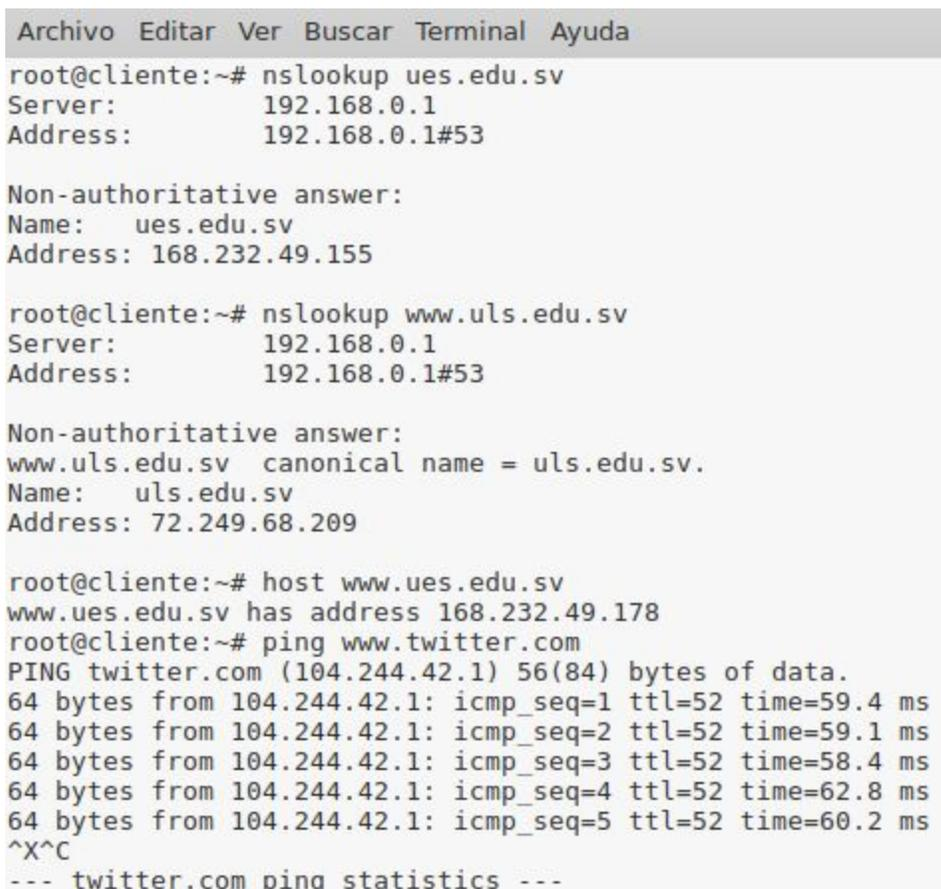 Archivo Editar Ver Buscar Terminal Ayuda
root@cliente:~# nslookup ues.edu.sv
Server:         192.168.0.1
Address:        192.168.0.1#53

Non-authoritative answer:
Name:   ues.edu.sv
Address: 168.232.49.155

root@cliente:~# nslookup www.uls.edu.sv
Server:         192.168.0.1
Address:        192.168.0.1#53

Non-authoritative answer:
www.uls.edu.sv  canonical name = uls.edu.sv.
Name:   uls.edu.sv
Address: 72.249.68.209

root@cliente:~# host www.ues.edu.sv
www.ues.edu.sv has address 168.232.49.178
root@cliente:~# ping www.twitter.com
PING twitter.com (104.244.42.1) 56(84) bytes of data.
64 bytes from 104.244.42.1: icmp_seq=1 ttl=52 time=59.4 ms
64 bytes from 104.244.42.1: icmp_seq=2 ttl=52 time=59.1 ms
64 bytes from 104.244.42.1: icmp_seq=3 ttl=52 time=58.4 ms
64 bytes from 104.244.42.1: icmp_seq=4 ttl=52 time=62.8 ms
64 bytes from 104.244.42.1: icmp_seq=5 ttl=52 time=60.2 ms
^X^C
--- twitter.com ping statistics ---